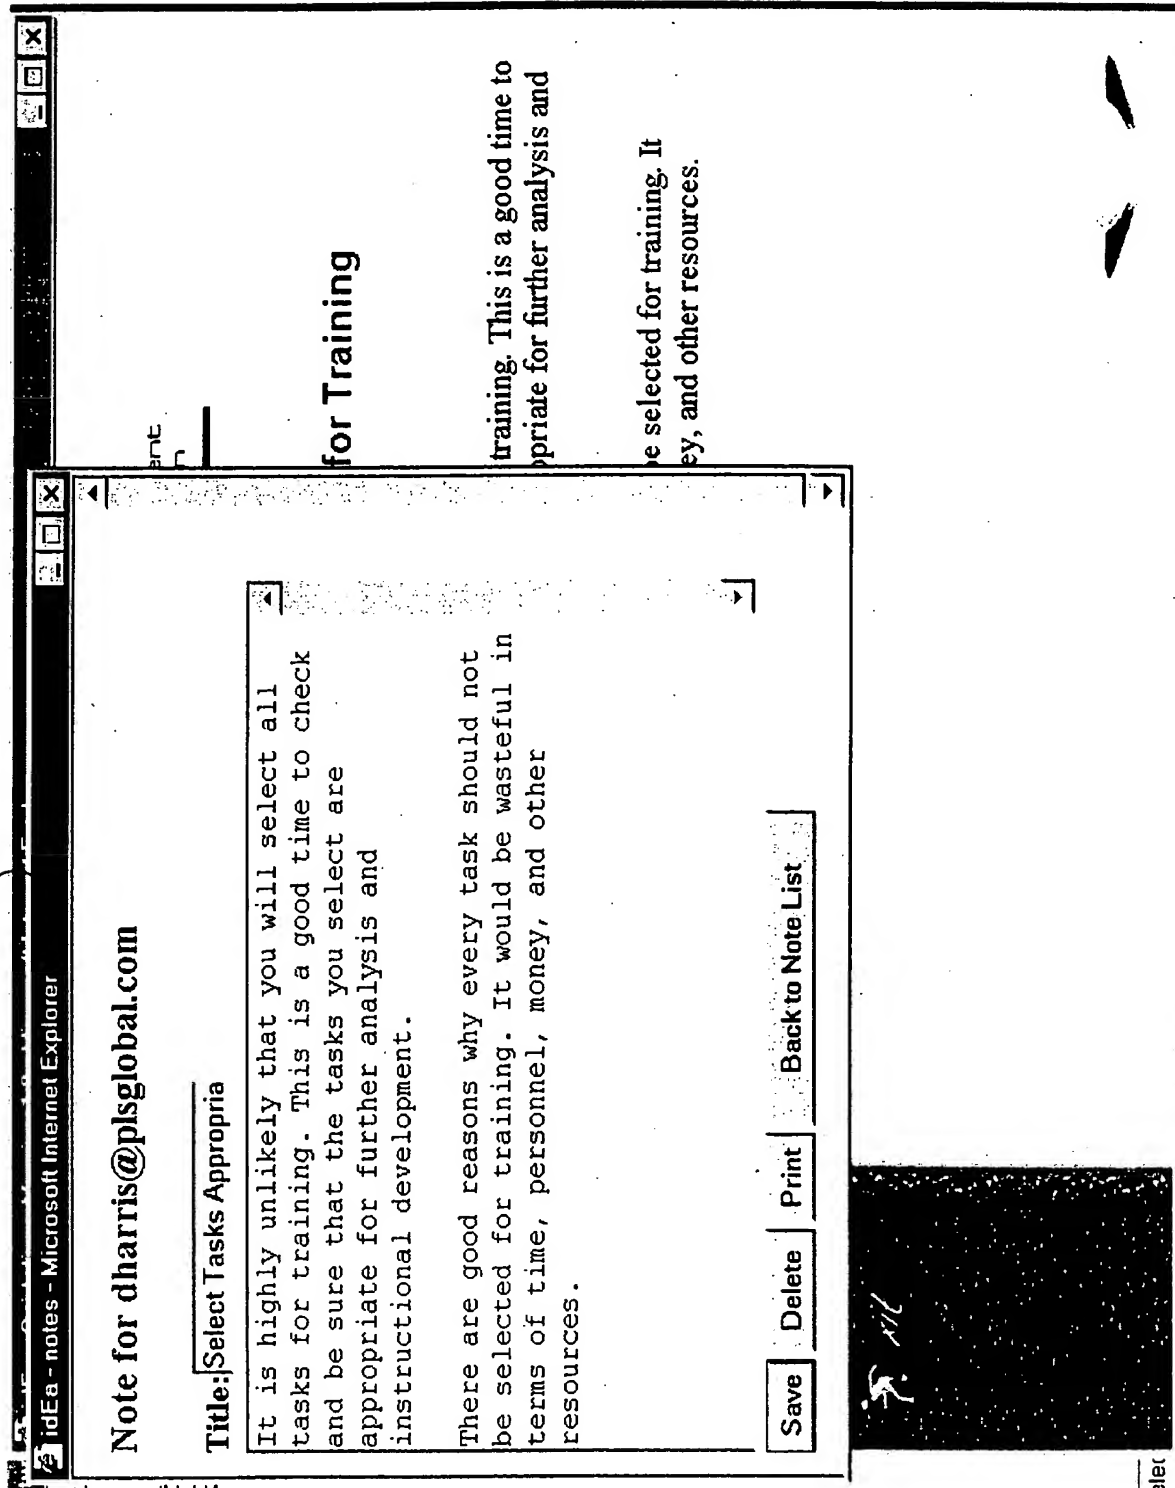 idEa - notes - Microsoft Internet Explorer
Note for dharris@plsglobal.com
Title: Select Tasks Appropria
It is highly unlikely that you will select all
tasks for training. This is a good time to check
and be sure that the tasks you select are
appropriate for further analysis and
instructional development.
There are good reasons why every task should not
be selected for training. It would be wasteful in
terms of time, personnel, money, and other
resources.
Save Delete Print Back to Note List
ent
n
for Training
training. This is a good time to
opriate for further analysis and
e selected for training. It
ey, and other resources.
elec